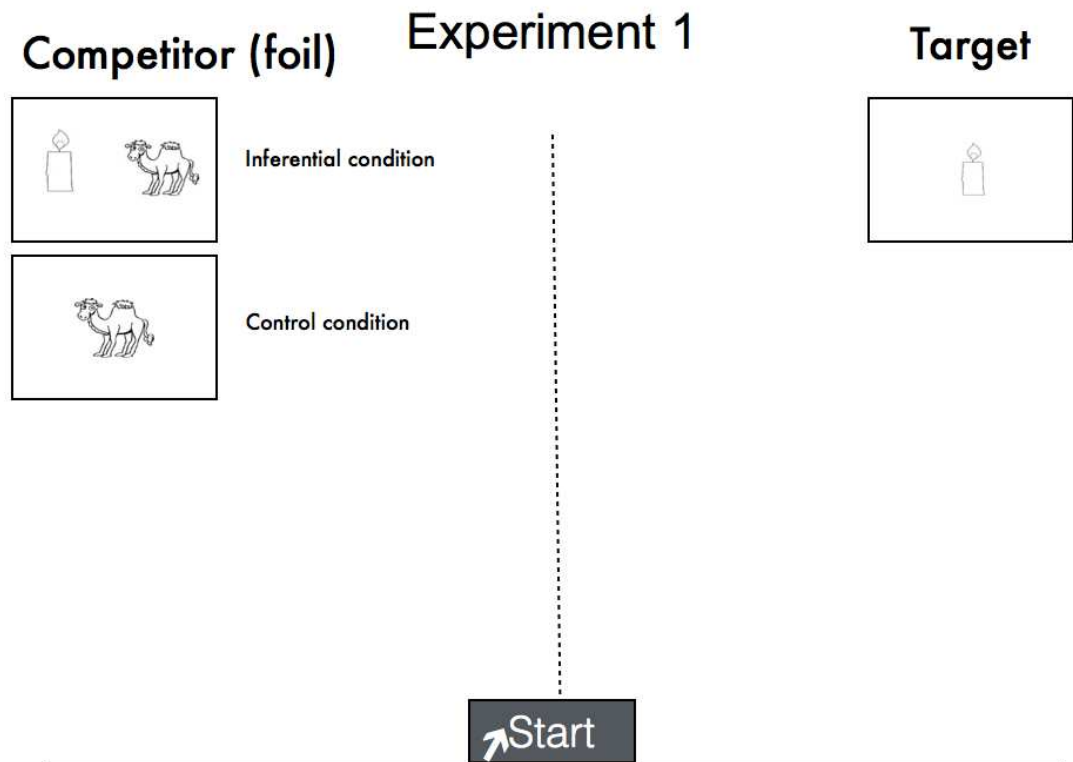 Experiment 1
Competitor (foil)
Target
Inferential condition
Control condition
Start